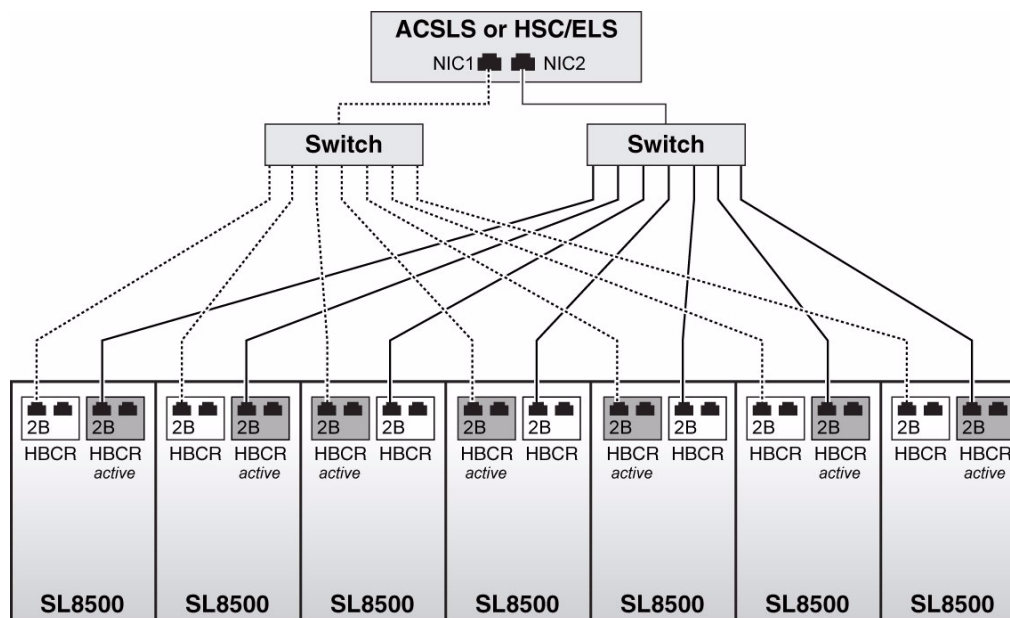 ACSLS or HSC/ELS
NIC1 NIC2
Switch Switch
2B 2B 2B 2B 2B 2B 2B 2B 2B 2B 2B 2B 2B 2B
HBCR HBCR HBCR HBCR HBCR HBCR HBCR HBCR HBCR HBCR HBCR HBCR HBCR HBCR
active active active active active active active
SL8500 SL8500 SL8500 SL8500 SL8500 SL8500 SL8500